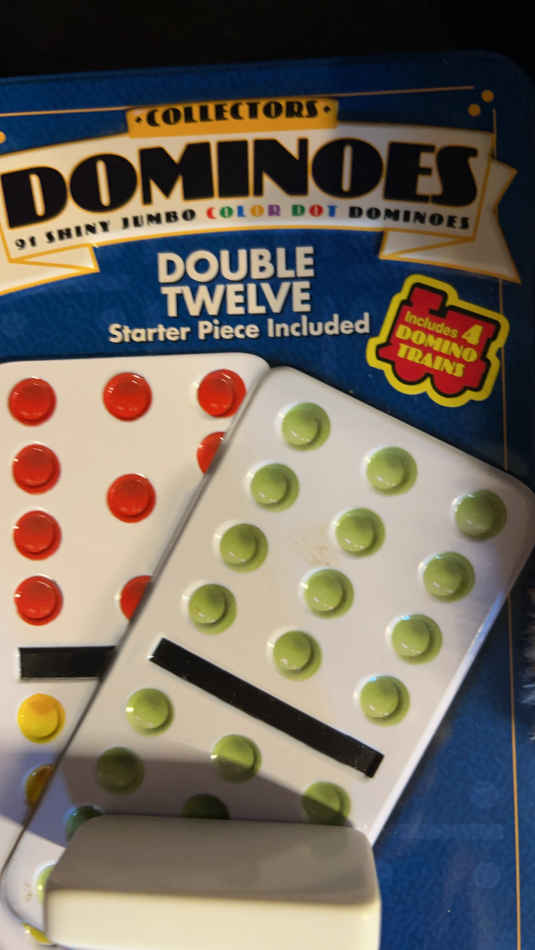 COLLECTORS
DOMINOES
91 SHINY JUMBO COLOR DOT DOMINOES
DOUBLE
TWELVE
Starter Piece Included
Includes 4
DOMINO
TRAINS